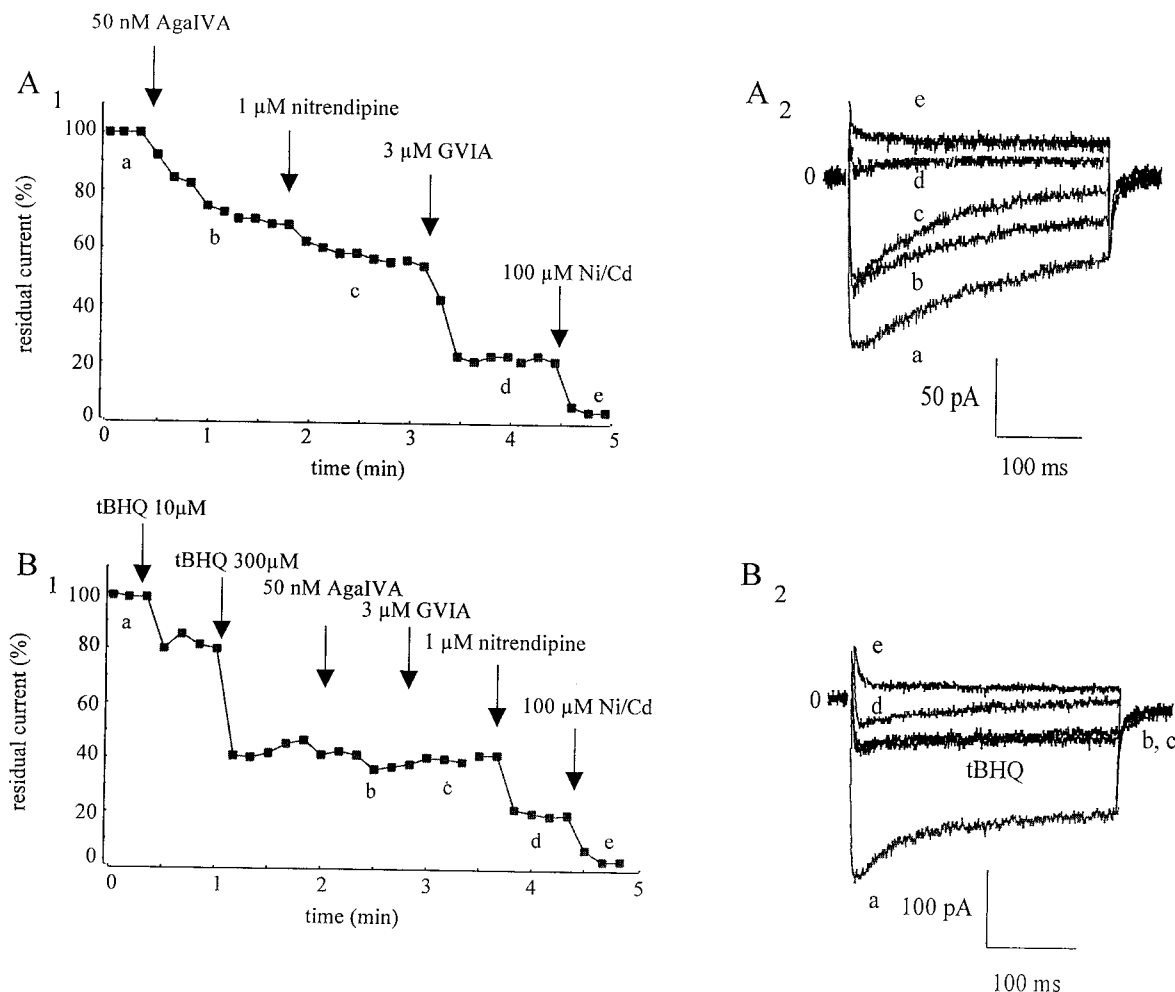 50 nM AgaIVA
A 1
1 µM nitrendipine
3 µM GVIA
100 µM Ni/Cd
100
80
60
40
20
0
residual current (%)
a
b
c
d
e
0 1 2 3 4 5
time (min)
A 2
e
0
d
c
b
a
50 pA
100 ms
tBHQ 10µM
B 1
tBHQ 300µM
50 nM AgaIVA
3 µM GVIA
1 µM nitrendipine
100 µM Ni/Cd
100
80
60
40
20
0
residual current (%)
a
b
c
d
e
0 1 2 3 4 5
time (min)
B 2
e
0
d
b, c
tBHQ
a
100 pA
100 ms